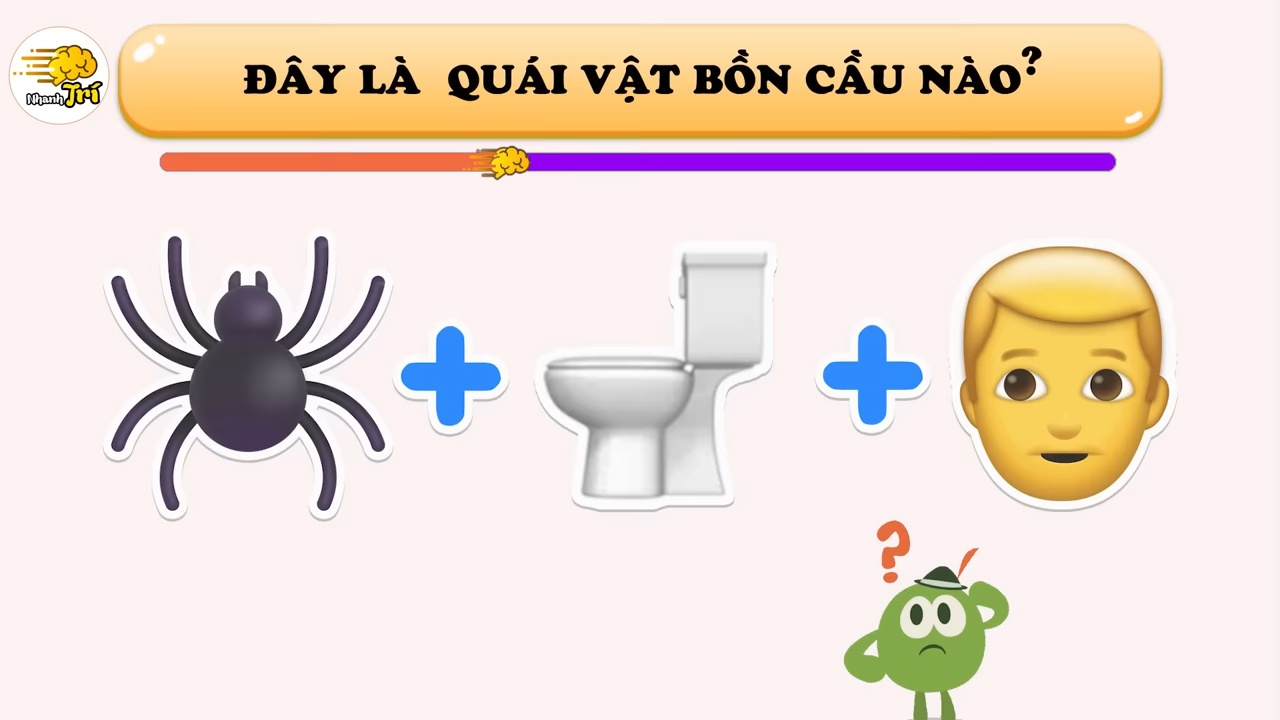 Nhanh Trí
ĐÂY LÀ QUÁI VẬT BỒN CẦU NÀO?
?